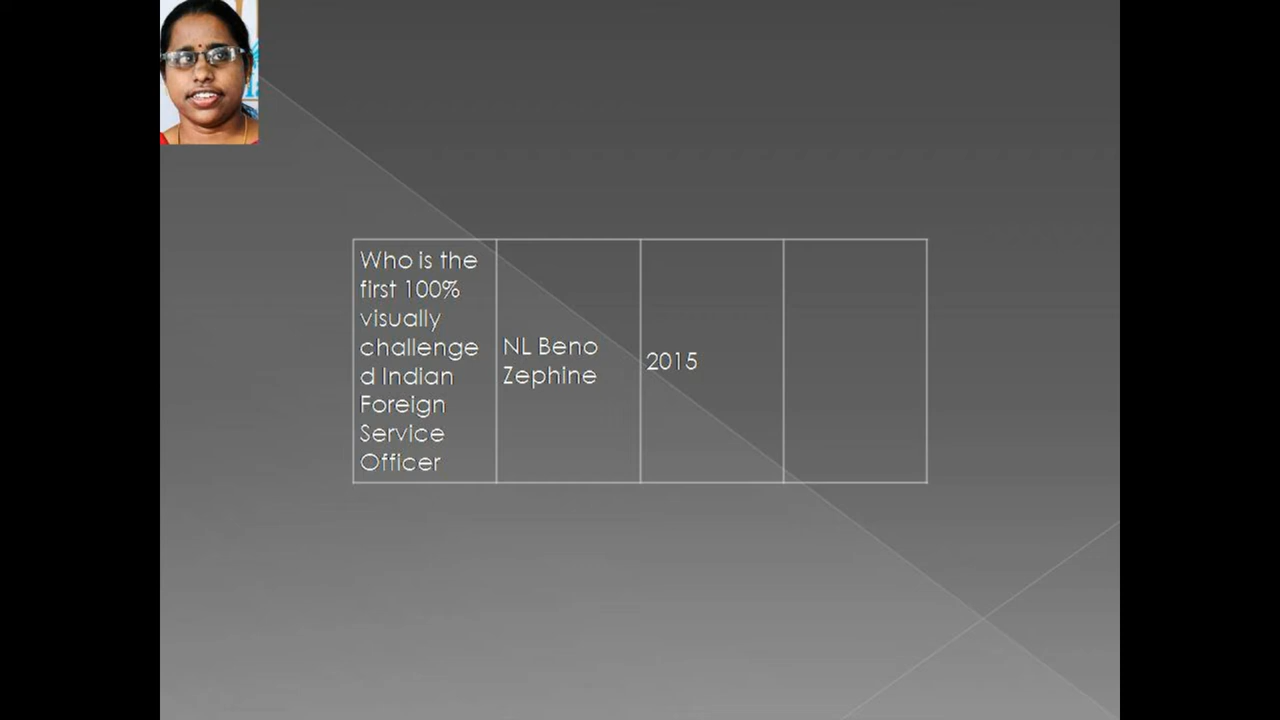 Who is the
first 100%
visually
challenge
d Indian
Foreign
Service
Officer
NL Beno
Zephine
2015